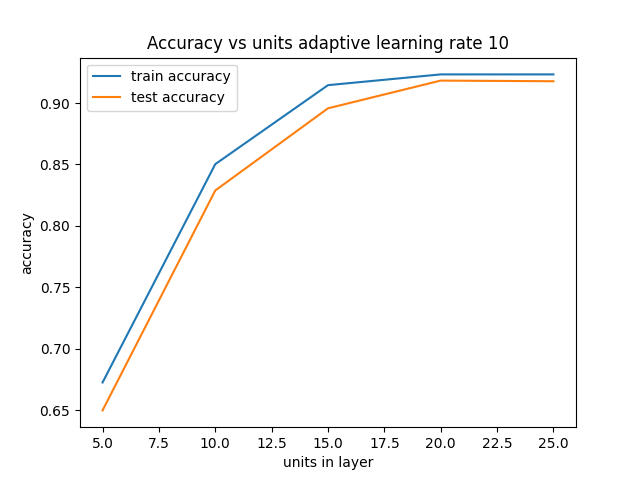 Accuracy vs units adaptive learning rate 10
train accuracy
test accuracy
0.90
0.85
0.80
0.75
0.70
0.65
accuracy
5.0 7.5 10.0 12.5 15.0 17.5 20.0 22.5 25.0
units in layer